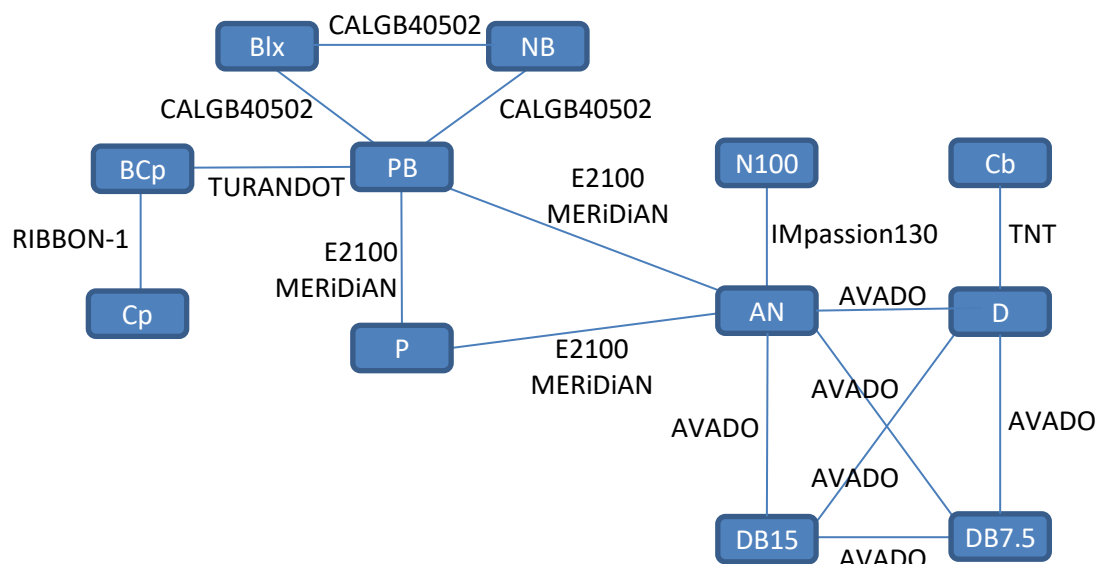 CALGB40502
Blx
NB
CALGB40502
CALGB40502
BCp
PB
N100
Cb
TURANDOT
E2100
MERiDiAN
RIBBON-1
E2100
MERiDiAN
IMpassion130
TNT
Cp
AN
AVADO
D
P
E2100
MERiDiAN
AVADO
AVADO
AVADO
AVADO
DB15
DB7.5
AVADO